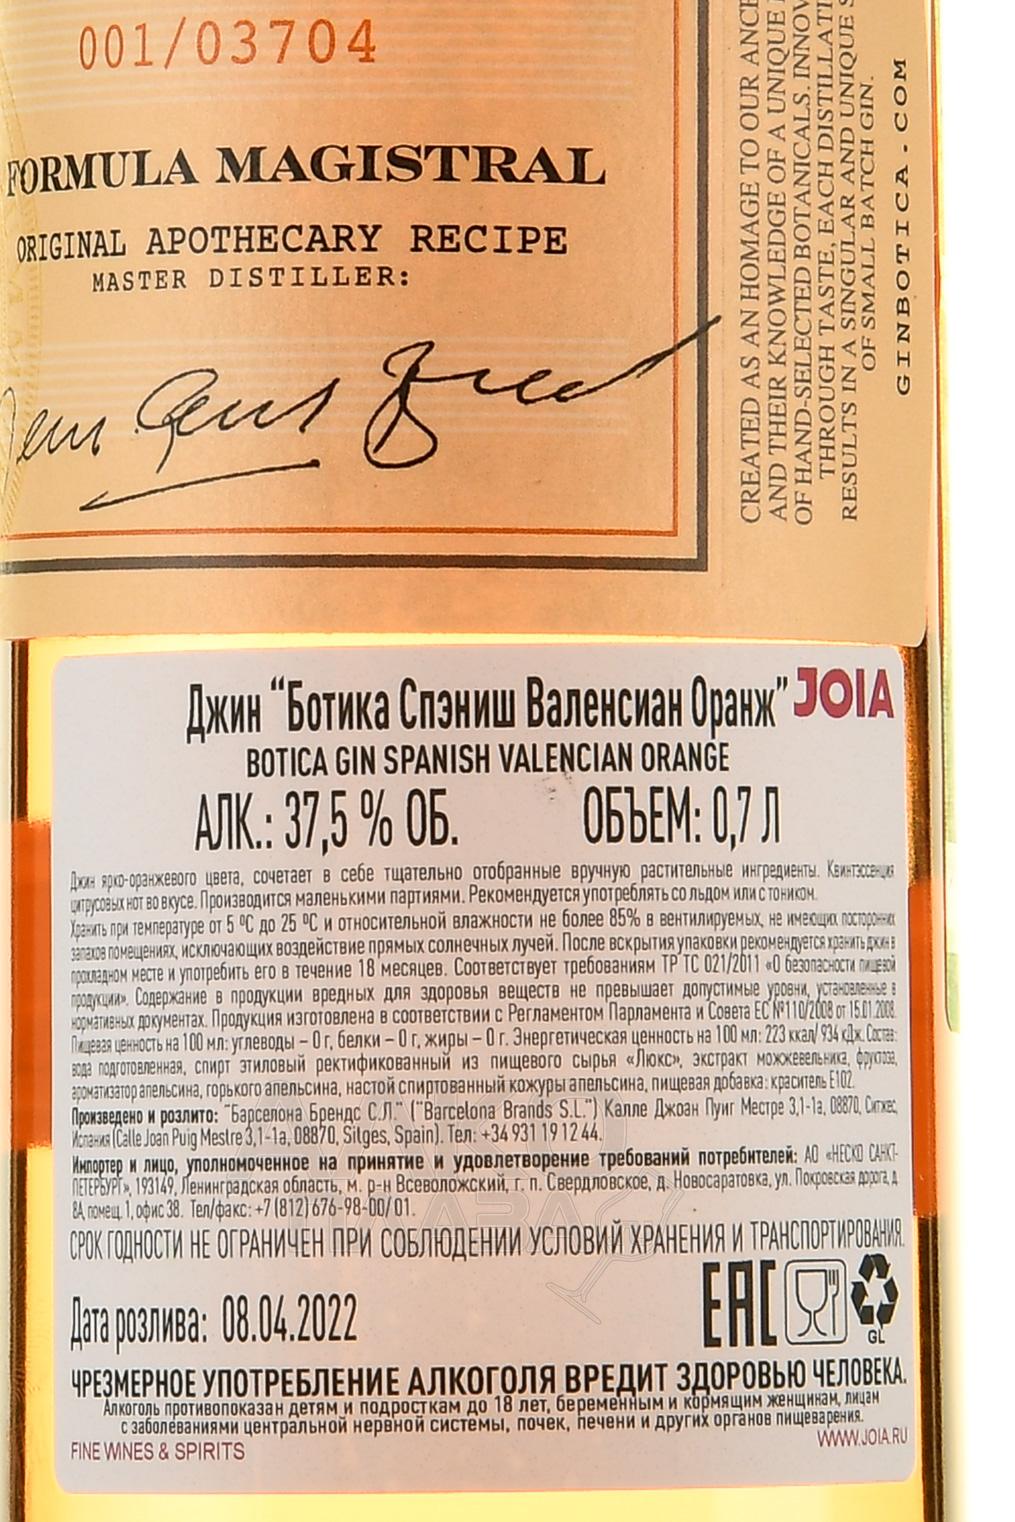 001/03704
FORMULA MAGISTRAL
ORIGINAL APOTHECARY RECIPE
MASTER DISTILLER:
CREATED AS AN HOMAGE TO OUR
AND THEIR KNOWLEDGE OF A UNIQUE
OF HAND-SELECTED BOTANICALS.
THROUGH TASTE, EACH
RESULTS IN A SINGULAR AND UNIQUE
OF SMALL BATCH GIN.
GINBOTICA.COM
Джин “Ботика Спэниш Валенсиан Оранж” JOIA
BOTICA GIN SPANISH VALENCIAN ORANGE
АЛК.: 37,5 % ОБ. ОБЪЕМ: 0,7 Л
Джин ярко-оранжевого цвета, сочетает в себе тщательно отобранные вручную растительные ингредиенты. Квинтэссенция
цитрусовых нот во вкусе. Производится маленькими партиями. Рекомендуется употреблять со льдом или с тоником.
Хранить при температуре от 5 ºС до 25 ºС и относительной влажности не более 85% в вентилируемых, не имеющих посторонних
запахов помещениях, исключающих воздействие прямых солнечных лучей. После вскрытия упаковки рекомендуется хранить джин в
прохладном месте и употребить его в течение 18 месяцев. Соответствует требованиям ТР ТС 021/2011 «О безопасности пищевой
продукции». Содержание в продукции вредных для здоровья веществ не превышает допустимые уровни, установленные в
нормативных документах. Продукция изготовлена в соответствии с Регламентом Парламента и Совета ЕС №110/2008 от 15.01.2008.
Пищевая ценность на 100 мл: углеводы – 0 г, белки – 0 г, жиры – 0 г. Энергетическая ценность на 100 мл: 223 ккал/ 934 кДж. Состав:
вода подготовленная, спирт этиловый ректификованный из пищевого сырья «Люкс», экстракт можжевельника, фруктоза,
ароматизатор апельсина, горького апельсина, настой спиртованный кожуры апельсина, пищевая добавка: краситель Е102.
Произведено и розлито: "Барселона Брендс С.Л." ("Barcelona Brands S.L.") Калле Джоан Пуиг Местре 3,1-1а, 08870, Ситжес,
Испания (Calle Joan Puig Mestre 3,1-1a, 08870, Sitges, Spain). Тел: +34 931 19 12 44.
Импортер и лицо, уполномоченное на принятие и удовлетворение требований потребителей: АО «НЕСКО САНКТ-
ПЕТЕРБУРГ», 193149, Ленинградская область, м. р-н Всеволожский, г. п. Свердловское, д. Новосаратовка, ул. Покровская дорога, д.
8А, помещ. 1, офис 38. Тел/факс: +7 (812) 676-98-00/ 01.
СРОК ГОДНОСТИ НЕ ОГРАНИЧЕН ПРИ СОБЛЮДЕНИИ УСЛОВИЙ ХРАНЕНИЯ И ТРАНСПОРТИРОВАНИЯ.
Дата розлива: 08.04.2022
EAC
GL
ЧРЕЗМЕРНОЕ УПОТРЕБЛЕНИЕ АЛКОГОЛЯ ВРЕДИТ ЗДОРОВЬЮ ЧЕЛОВЕКА.
Алкоголь противопоказан детям и подросткам до 18 лет, беременным и кормящим женщинам, лицам
с заболеваниями центральной нервной системы, почек, печени и других органов пищеварения.
FINE WINES & SPIRITS WWW.JOIA.RU